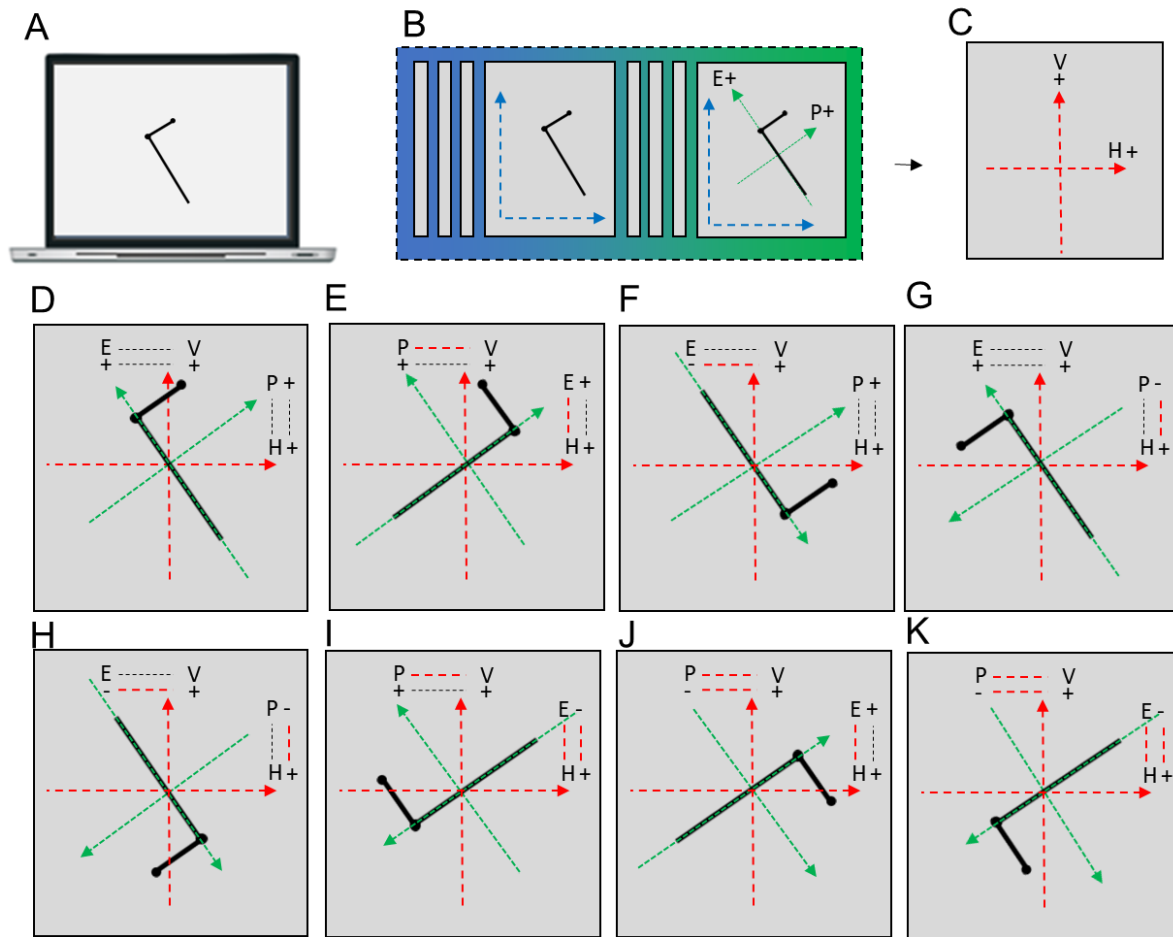 A
B
C
E+
P+
V
+
H +
D
E
F
G
E V
+ +
P +
H +
P V
+ +
E +
H +
E V
- +
P +
H +
E V
+ +
P -
H +
H
I
J
K
E V
- +
P -
H +
P V
+ +
E -
H +
P V
- +
E +
H +
P V
- +
E -
H +